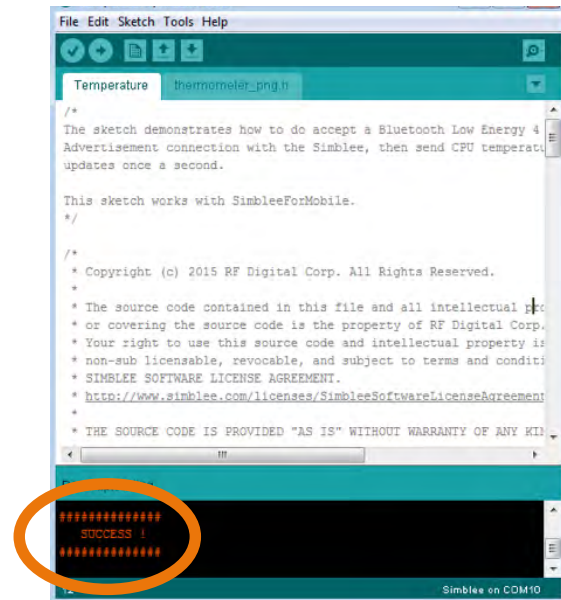 File Edit Sketch Tools Help
Temperature thermometer_png.h
/*
The sketch demonstrates how to do accept a Bluetooth Low Energy 4
Advertisement connection with the Simblee, then send CPU temperatu
updates once a second.
This sketch works with SimbleeForMobile.
*/
/*
* Copyright (c) 2015 RF Digital Corp. All Rights Reserved.
*
* The source code contained in this file and all intellectual pro
* or covering the source code is the property of RF Digital Corp.
* Your right to use this source code and intellectual property is
* non-sub licensable, revocable, and subject to terms and conditi
* SIMBLEE SOFTWARE LICENSE AGREEMENT.
* http://www.simblee.com/licenses/SimbleeSoftwareLicenseAgreement
*
* THE SOURCE CODE IS PROVIDED "AS IS" WITHOUT WARRANTY OF ANY KIN
##############
SUCCESS !
##############
Simblee on COM10